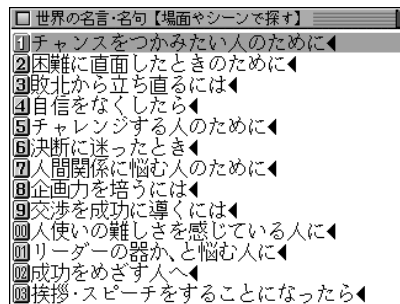 世界の名言・名句【場面やシーンで探す】
1チャンスをつかみたい人のために◀
2困難に直面したときのために◀
3敗北から立ち直るには◀
4自信をなくしたら◀
5チャレンジする人のために◀
6決断に迷ったとき◀
7人間関係に悩む人のために◀
8企画力を培うには◀
9交渉を成功に導くには◀
00人使いの難しさを感じている人に◀
01リーダーの器か、と悩む人に◀
02成功をめざす人へ◀
03挨拶・スピーチをすることになったら◀